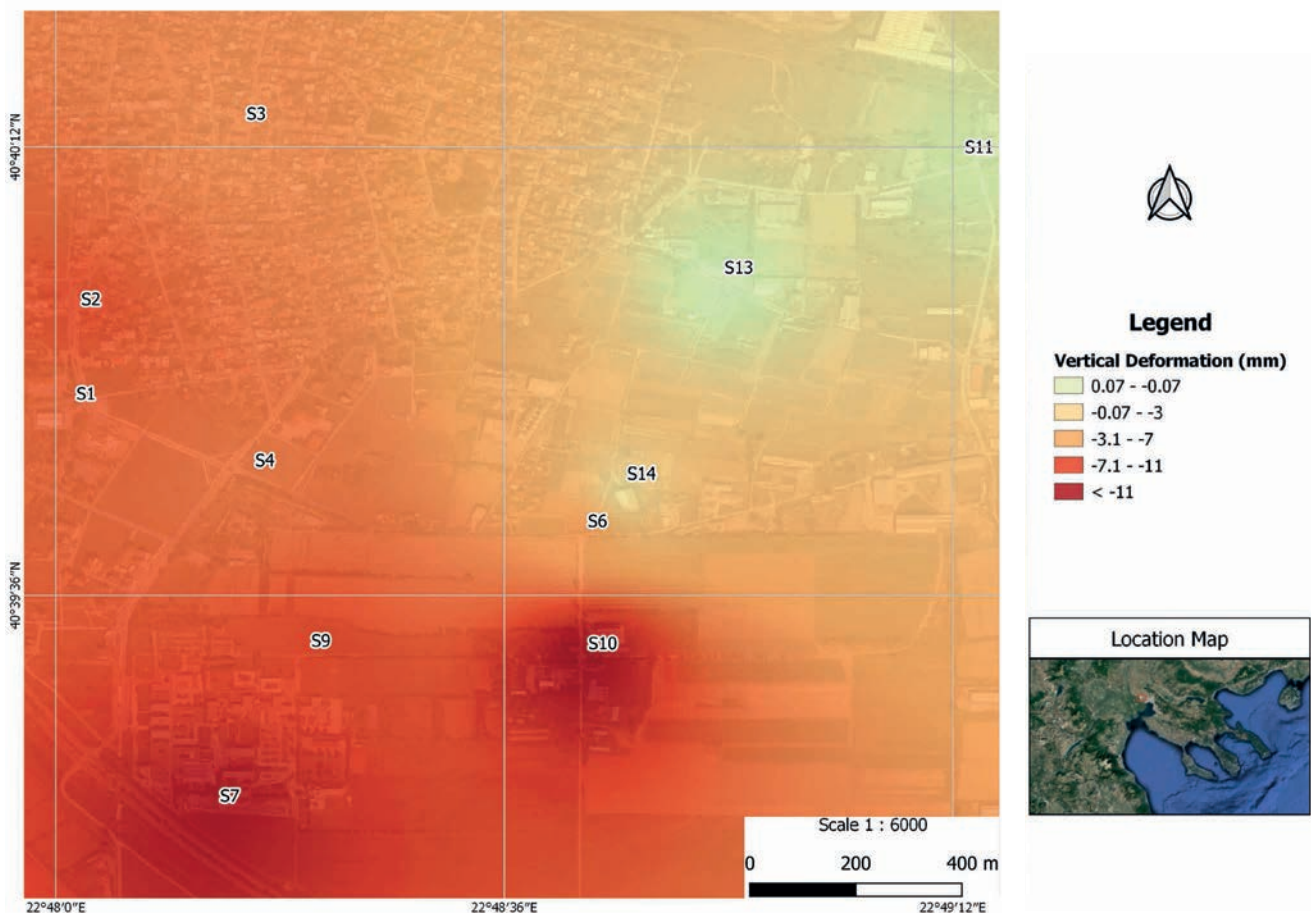 S3
40°40'12"N
S11
S13
S2
S1
S4
S14
S6
40°39'36"N
S9
S10
S7
Scale 1 : 6000
0 200 400 m
22°48'0"E 22°48'36"E 22°49'12"E
Legend
Vertical Deformation (mm)
0.07 - -0.07
-0.07 - -3
-3.1 - -7
-7.1 - -11
< -11
Location Map